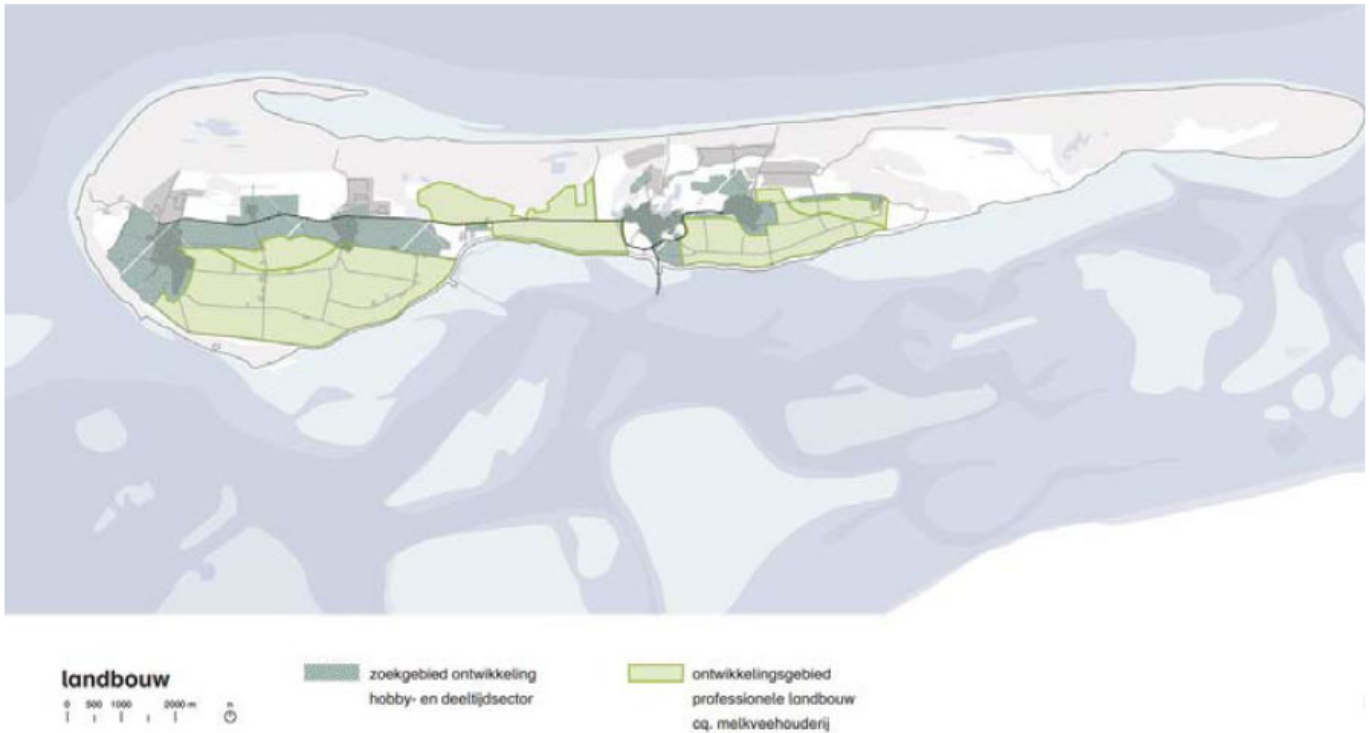 landbouw
0 500 1000 2000 m n
zoekgebied ontwikkeling
hobby- en deeltijdsector
ontwikkelingsgebied
professionele landbouw
cq. melkveehouderij